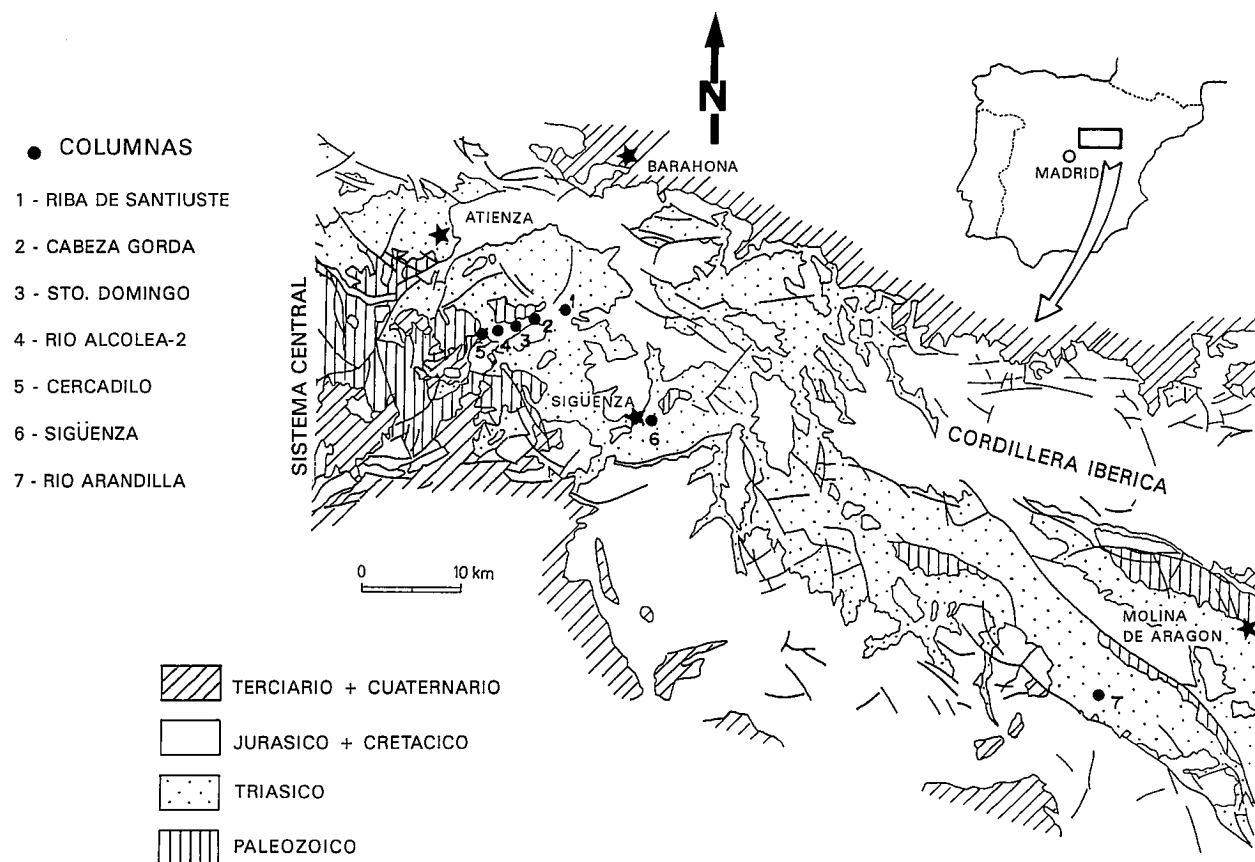 N
● COLUMNAS
1 - RIBA DE SANTIUSTE
2 - CABEZA GORDA
3 - STO. DOMINGO
4 - RIO ALCOLEA-2
5 - CERCADILO
6 - SIGÜENZA
7 - RIO ARANDILLA
MADRID
BARAHONA
ATIENZA
SISTEMA CENTRAL
1
2
3
4
5
SIGÜENZA
6
CORDILLERA IBERICA
0 10 km
MOLINA
DE ARAGON
7
TERCIARIO + CUATERNARIO
JURASICO + CRETACICO
TRIASICO
PALEOZOICO